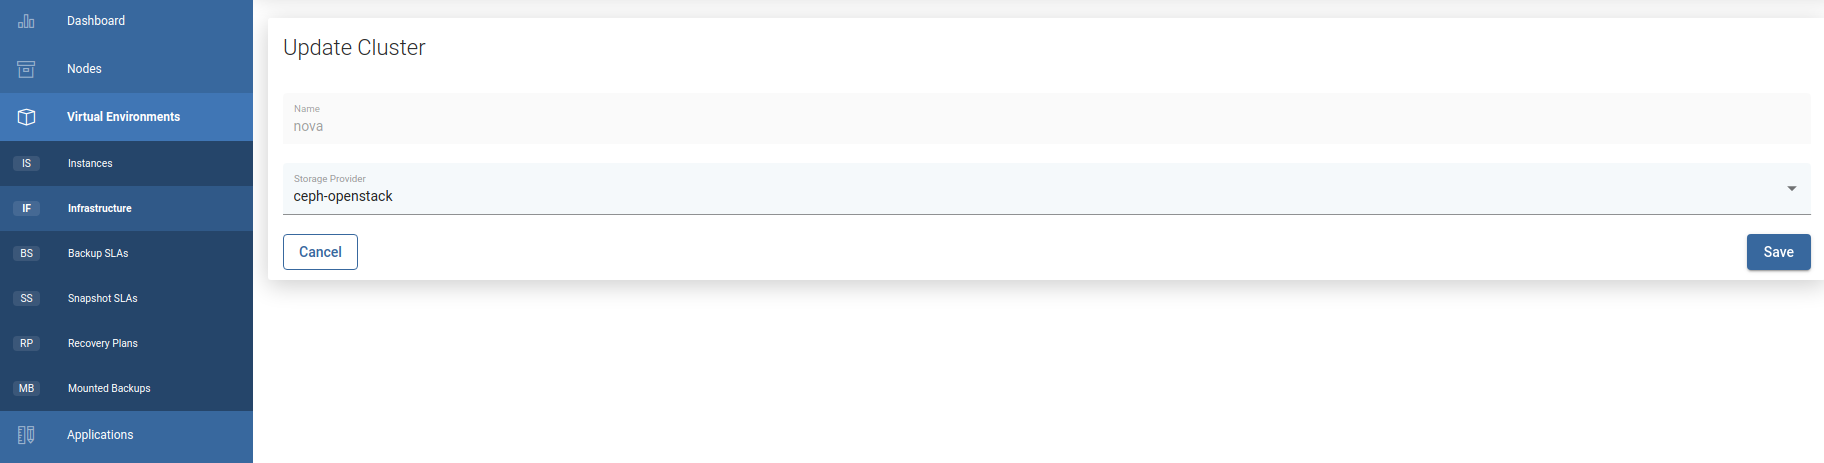 Dashboard
Nodes
Virtual Environments
IS Instances
IF Infrastructure
BS Backup SLAs
SS Snapshot SLAs
RP Recovery Plans
MB Mounted Backups
Applications
Update Cluster
Name
nova
Storage Provider
ceph-openstack
Cancel Save